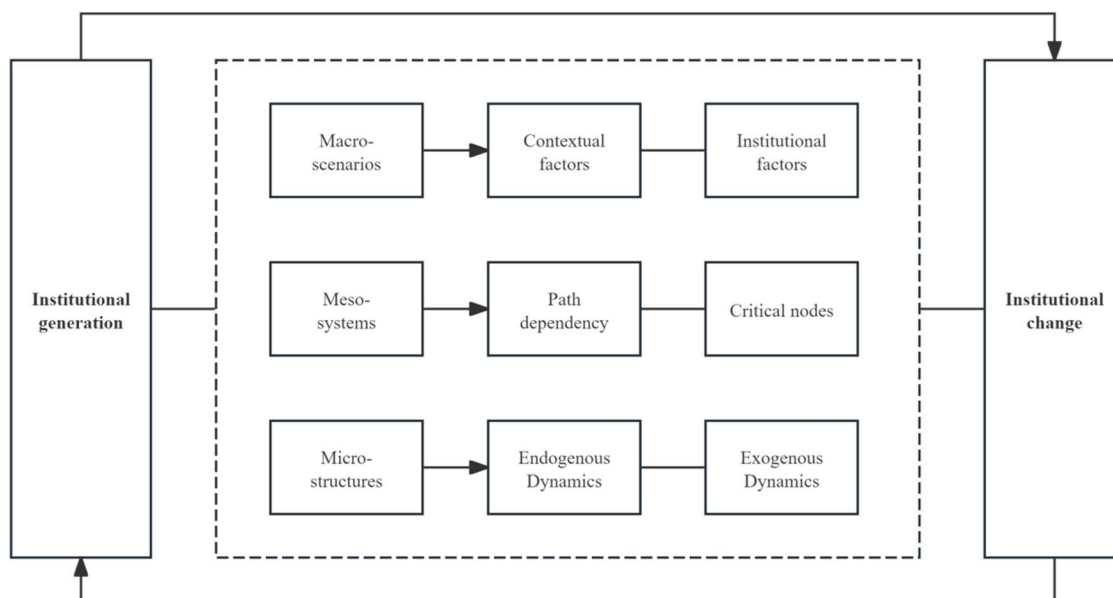 Macro-
scenarios
Contextual
factors
Institutional
factors
Institutional
generation
Meso-
systems
Path
dependency
Critical nodes
Institutional
change
Micro-
structures
Endogenous
Dynamics
Exogenous
Dynamics